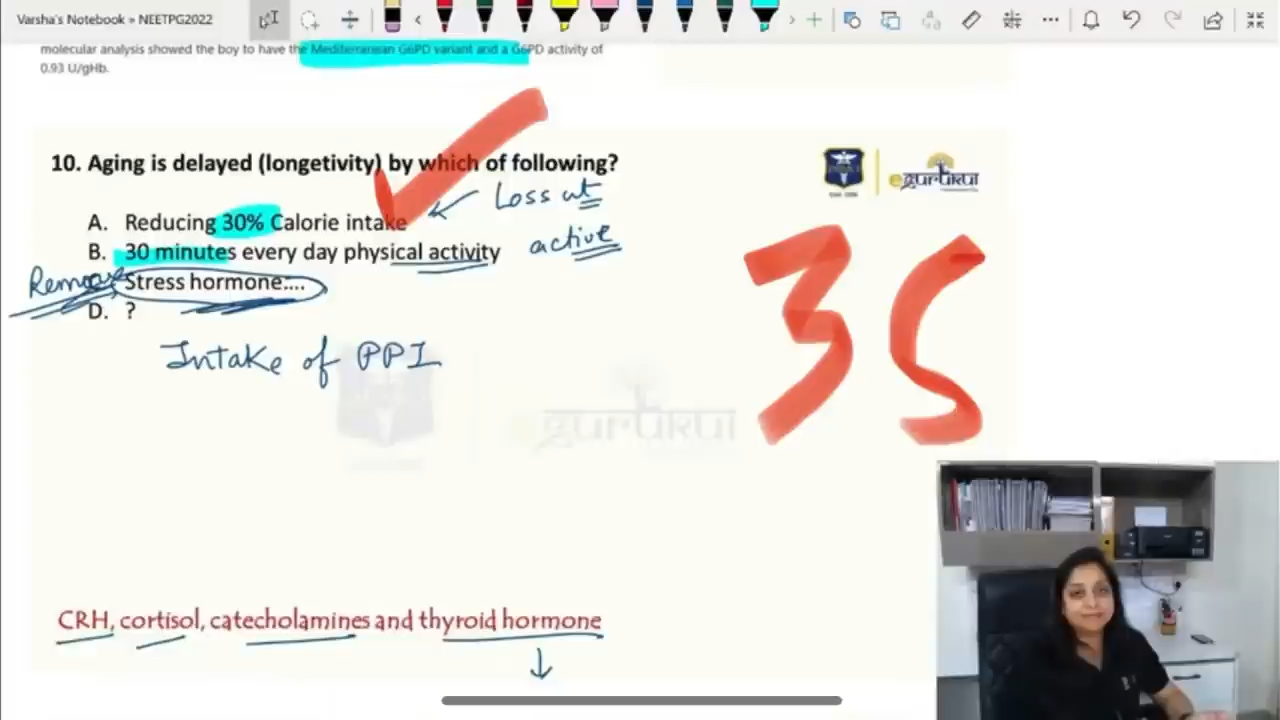 Varsha's Notebook » NEETPG2022
molecular analysis showed the boy to have the Mediterranean G6PD variant and a G6PD activity of
0.93 U/gHb.
10. Aging is delayed (longetivity) by which of following?
Loss wt
A. Reducing 30% Calorie intake
active
B. 30 minutes every day physical activity
Stress hormone....
D. ?
Intake of PPI
35
egurukul
egurukul
CRH, cortisol, catecholamines and thyroid hormone